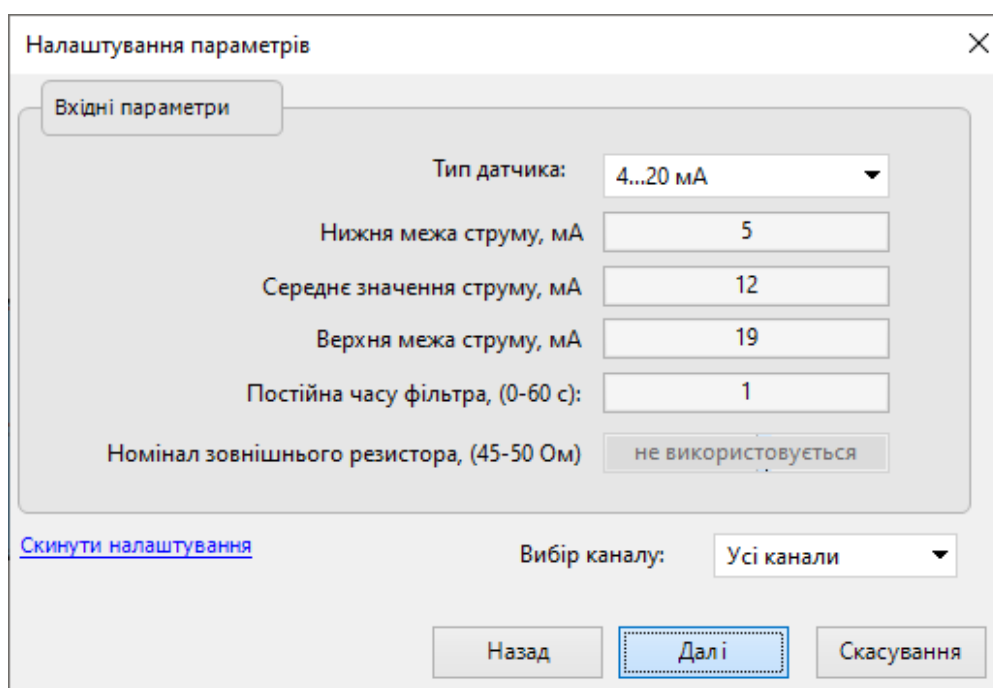 Налаштування параметрів
Вхідні параметри
Тип датчика: 4...20 мА
Нижня межа струму, мА 5
Середнє значення струму, мА 12
Верхня межа струму, мА 19
Постійна часу фільтра, (0-60 с): 1
Номінал зовнішнього резистора, (45-50 Ом) не використовується
Скинути налаштування Вибір каналу: Усі канали
Назад Далі Скасування